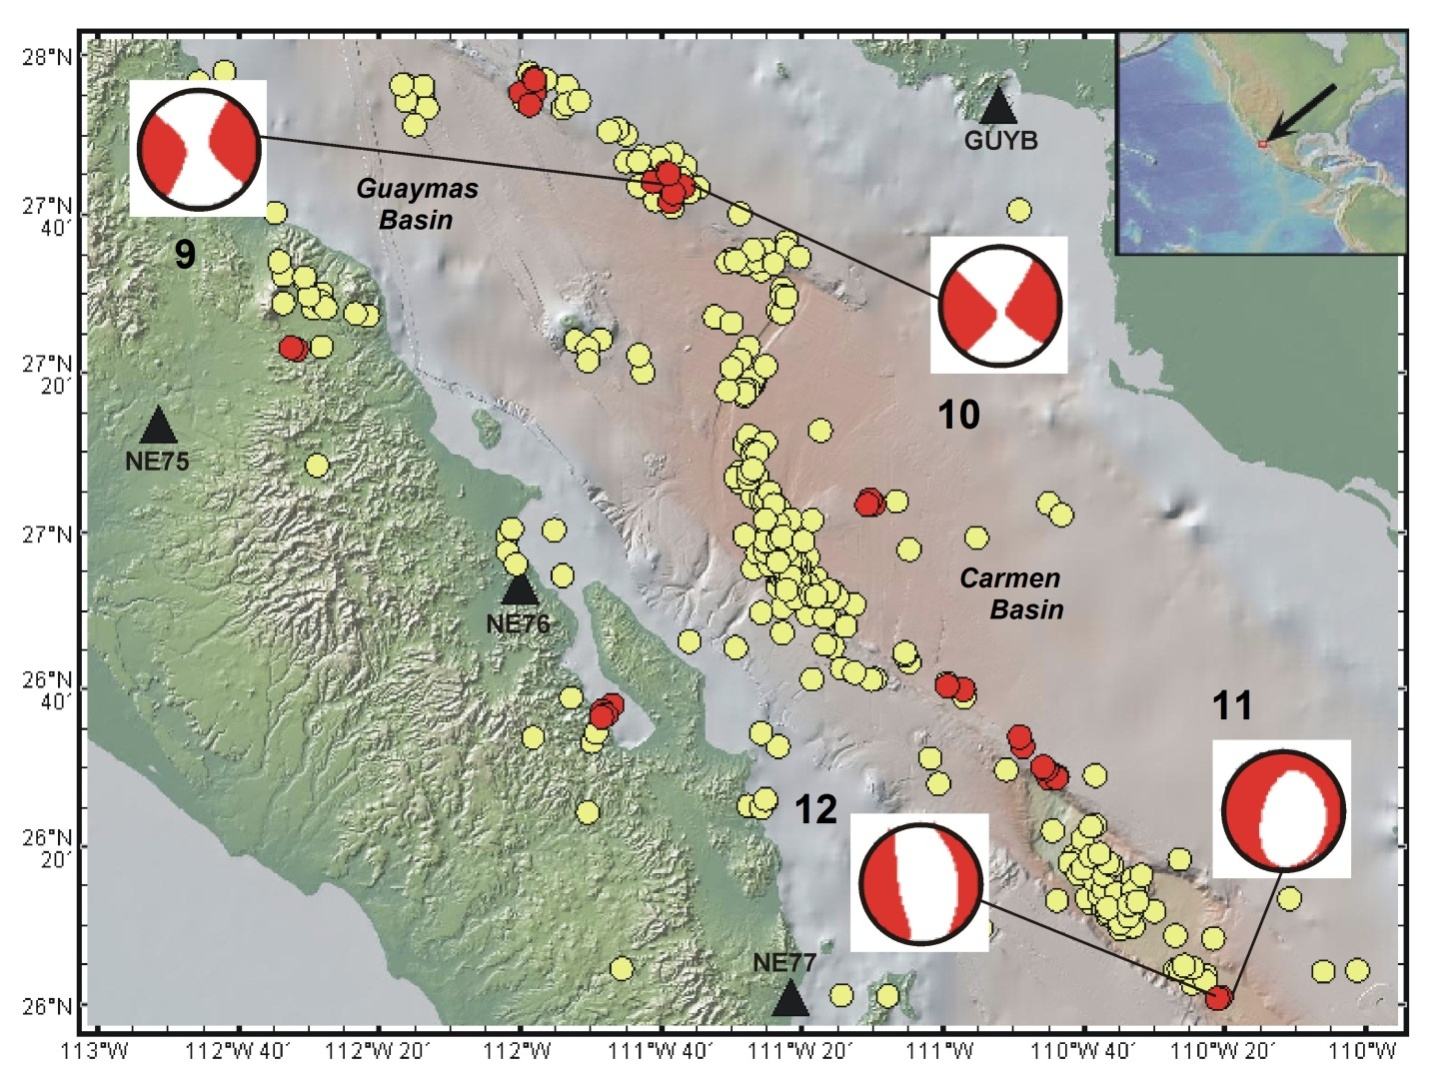 28°N
GUYB
Guaymas
Basin
27°N
40'
9
27°N
20'
10
NE75
27°N
Carmen
Basin
NE76
26°N
40'
11
12
26°N
20'
NE77
26°N
113°W
112°W 40'
112°W 20'
112°W
111°W 40'
111°W 20'
111°W
110°W 40'
110°W 20'
110°W